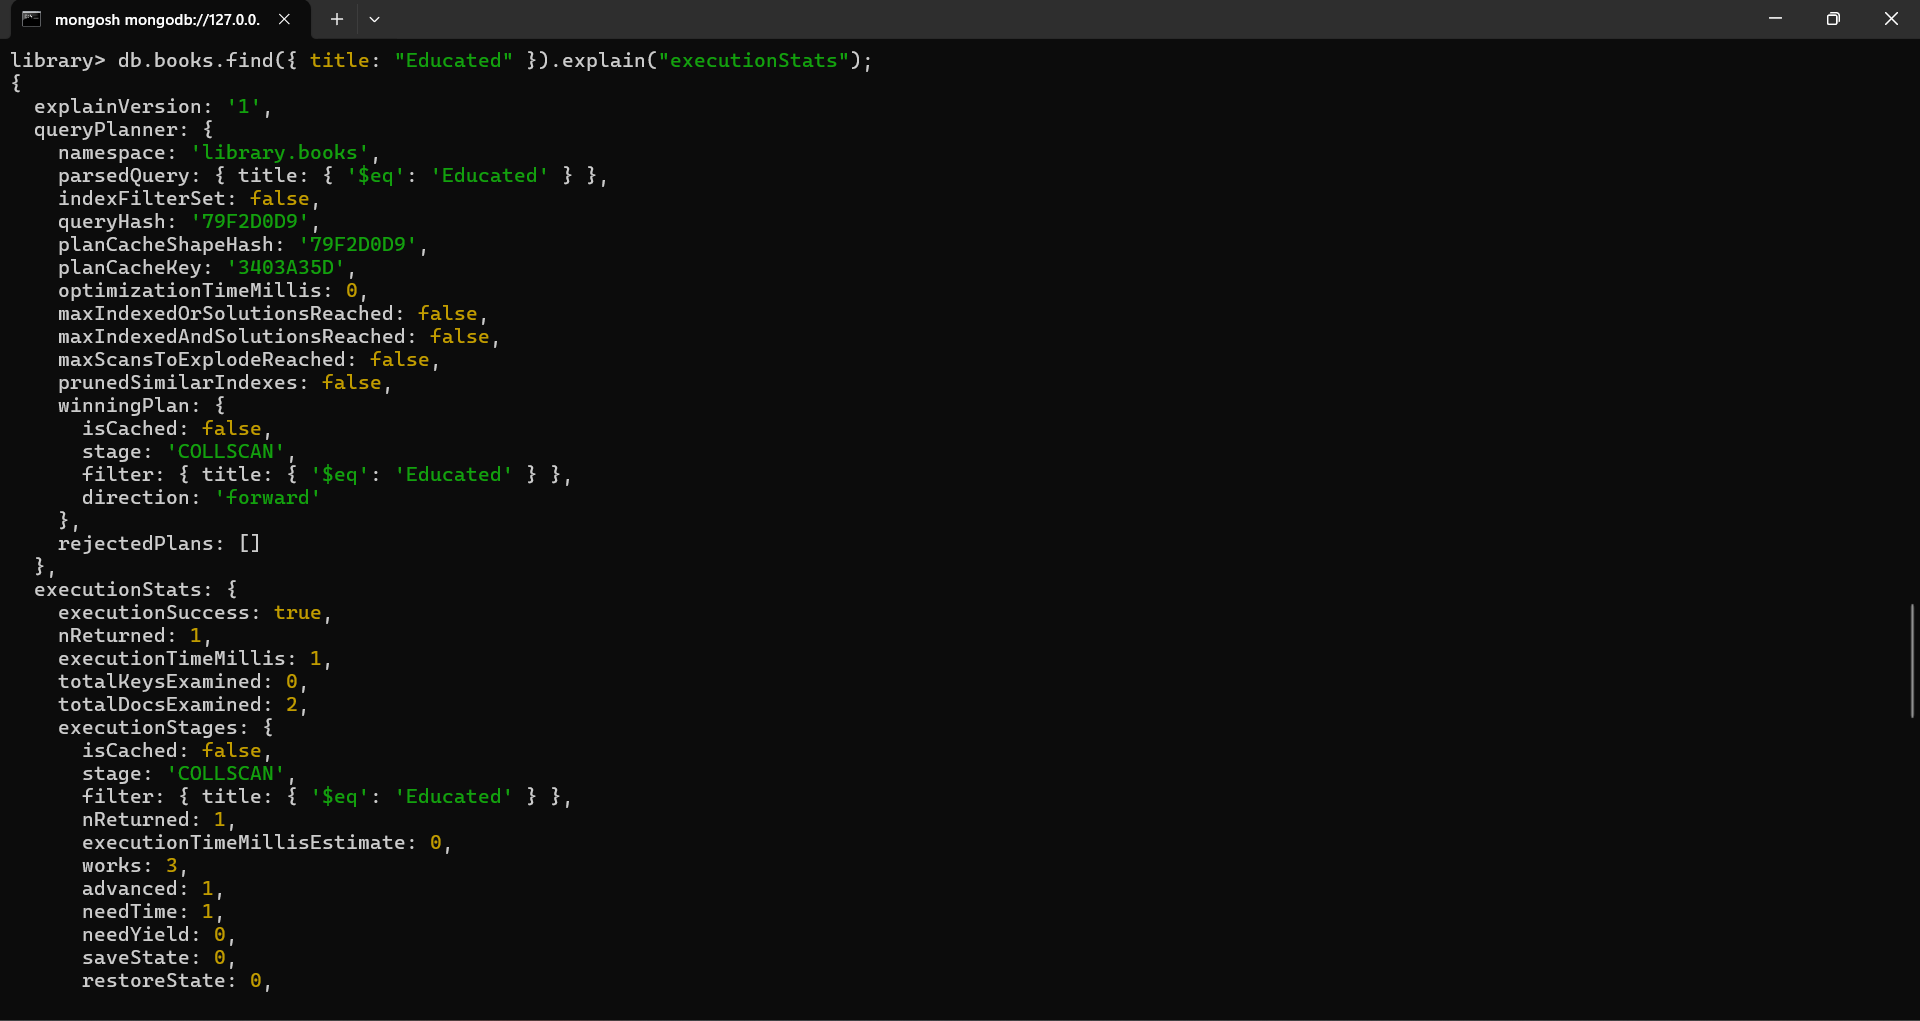 mongosh mongodb://127.0.0.
library> db.books.find({ title: "Educated" }).explain("executionStats");
{
  explainVersion: '1',
  queryPlanner: {
    namespace: 'library.books',
    parsedQuery: { title: { '$eq': 'Educated' } },
    indexFilterSet: false,
    queryHash: '79F2D0D9',
    planCacheShapeHash: '79F2D0D9',
    planCacheKey: '3403A35D',
    optimizationTimeMillis: 0,
    maxIndexedOrSolutionsReached: false,
    maxIndexedAndSolutionsReached: false,
    maxScansToExplodeReached: false,
    prunedSimilarIndexes: false,
    winningPlan: {
      isCached: false,
      stage: 'COLLSCAN',
      filter: { title: { '$eq': 'Educated' } },
      direction: 'forward'
    },
    rejectedPlans: []
  },
  executionStats: {
    executionSuccess: true,
    nReturned: 1,
    executionTimeMillis: 1,
    totalKeysExamined: 0,
    totalDocsExamined: 2,
    executionStages: {
      isCached: false,
      stage: 'COLLSCAN',
      filter: { title: { '$eq': 'Educated' } },
      nReturned: 1,
      executionTimeMillisEstimate: 0,
      works: 3,
      advanced: 1,
      needTime: 1,
      needYield: 0,
      saveState: 0,
      restoreState: 0,